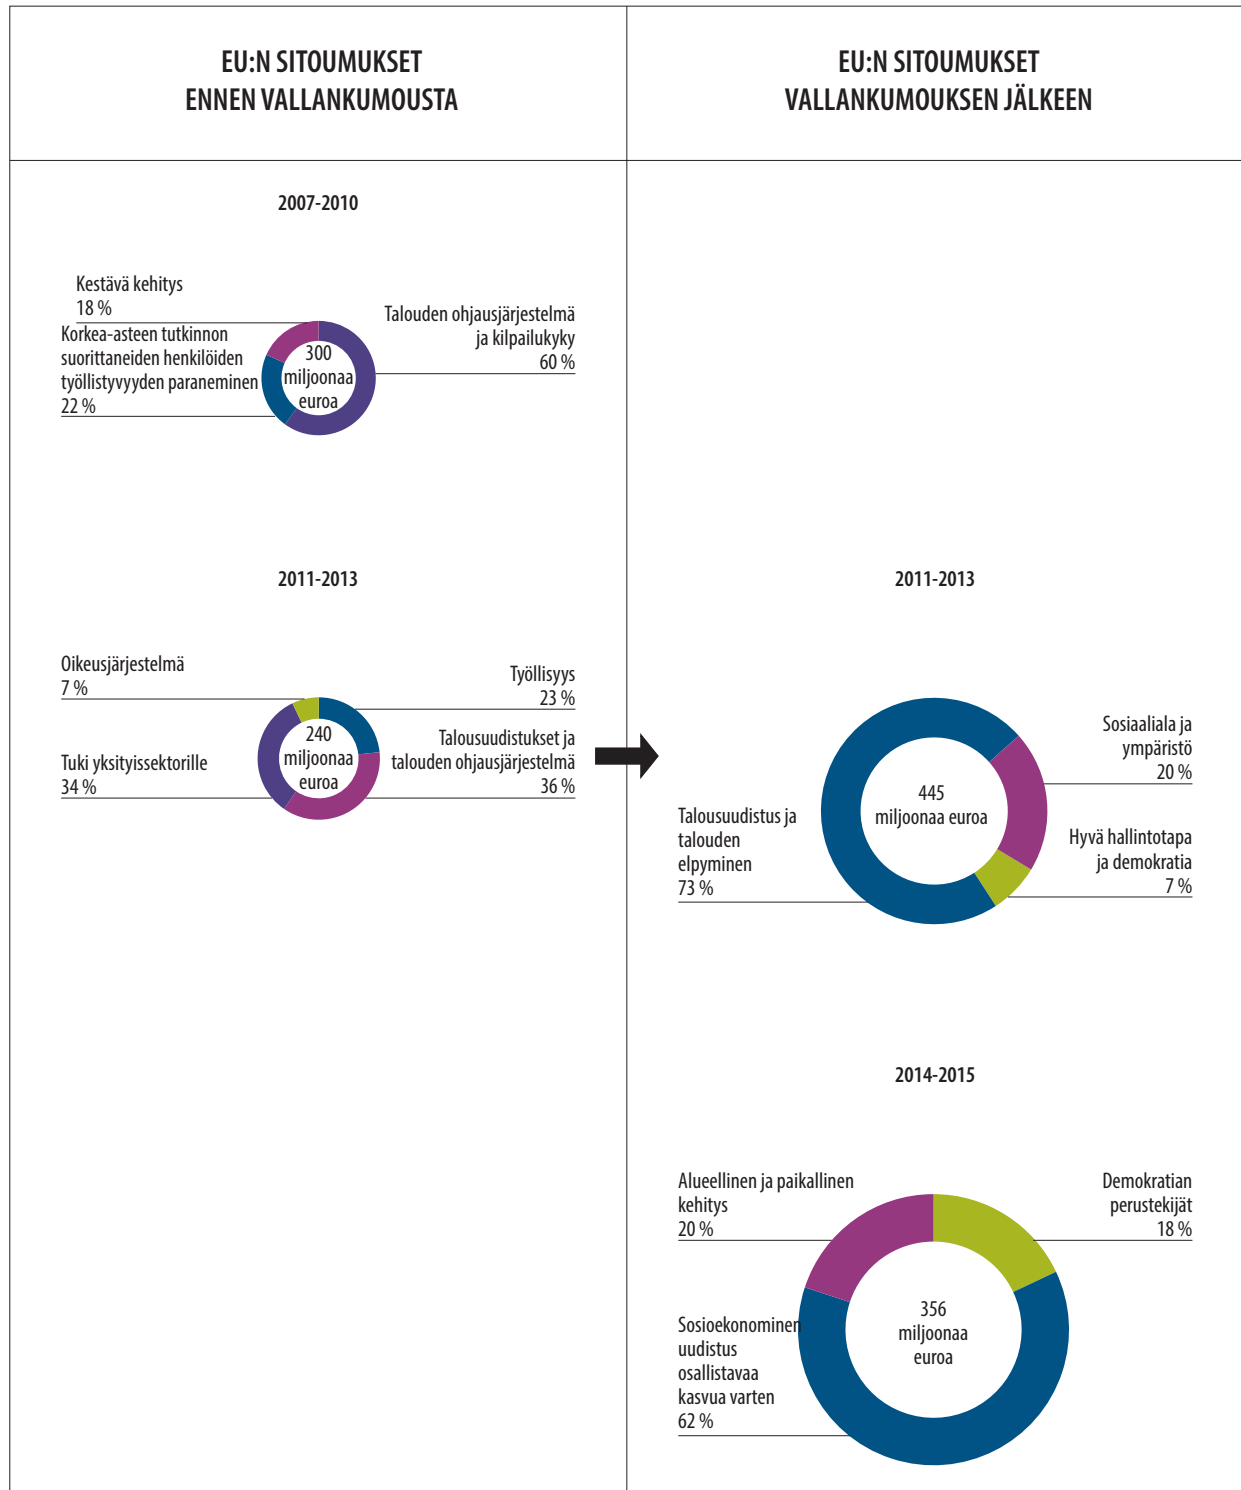 EU:N SITOUMUKSET
ENNEN VALLANKUMOUSTA
EU:N SITOUMUKSET
VALLANKUMOUKSEN JÄLKEEN
2007-2010
Kestävä kehitys
18 %
Korkea-asteen tutkinnon
suorittaneiden henkilöiden
työllistyvyyden paraneminen
22 %
300
miljoonaa
euroa
Talouden ohjausjärjestelmä
ja kilpailukyky
60 %
2011-2013
Oikeusjärjestelmä
7 %
Tuki yksityissektorille
34 %
240
miljoonaa
euroa
Työllisyys
23 %
Talousuudistukset ja
talouden ohjausjärjestelmä
36 %
2011-2013
Talousuudistus ja
talouden
elpyminen
73 %
445
miljoonaa euroa
Sosiaaliala ja
ympäristö
20 %
Hyvä hallintotapa
ja demokratia
7 %
2014-2015
Alueellinen ja paikallinen
kehitys
20 %
Sosioekonominen
uudistus
osallistavaa
kasvua varten
62 %
356
miljoonaa
euroa
Demokratian
perustekijät
18 %